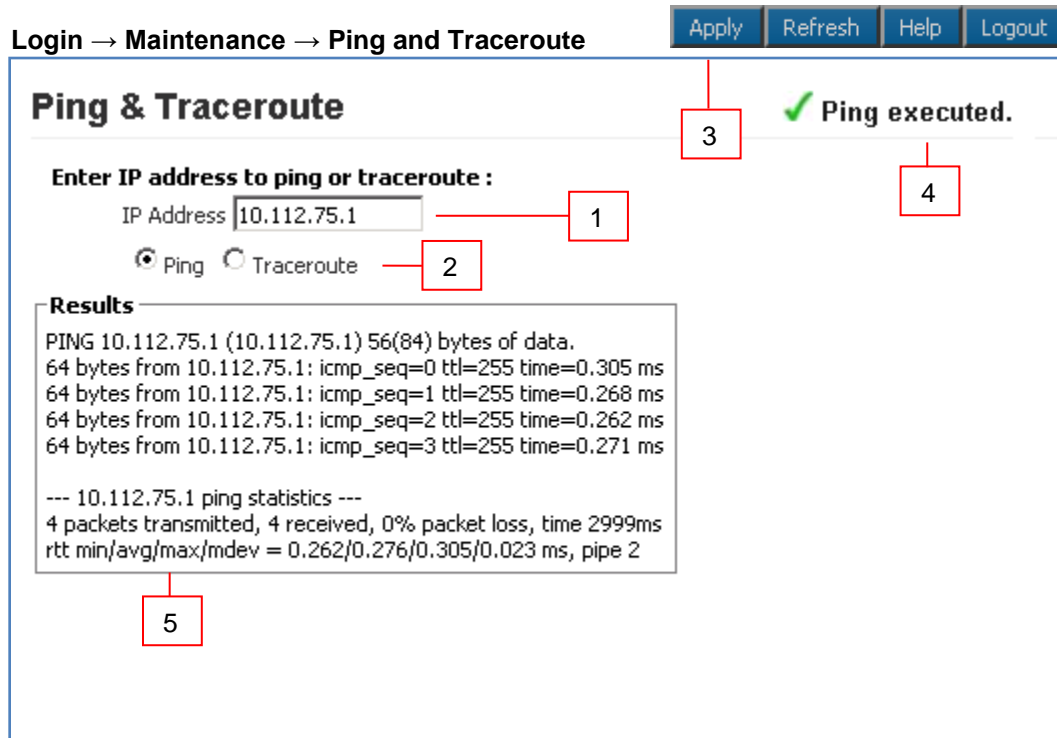 Login → Maintenance → Ping and Traceroute
Apply Refresh Help Logout
Ping & Traceroute
3
Ping executed.
4
Enter IP address to ping or traceroute :
IP Address 10.112.75.1
1
Ping Traceroute
2
Results
PING 10.112.75.1 (10.112.75.1) 56(84) bytes of data.
64 bytes from 10.112.75.1: icmp_seq=0 ttl=255 time=0.305 ms
64 bytes from 10.112.75.1: icmp_seq=1 ttl=255 time=0.268 ms
64 bytes from 10.112.75.1: icmp_seq=2 ttl=255 time=0.262 ms
64 bytes from 10.112.75.1: icmp_seq=3 ttl=255 time=0.271 ms
--- 10.112.75.1 ping statistics ---
4 packets transmitted, 4 received, 0% packet loss, time 2999ms
rtt min/avg/max/mdev = 0.262/0.276/0.305/0.023 ms, pipe 2
5